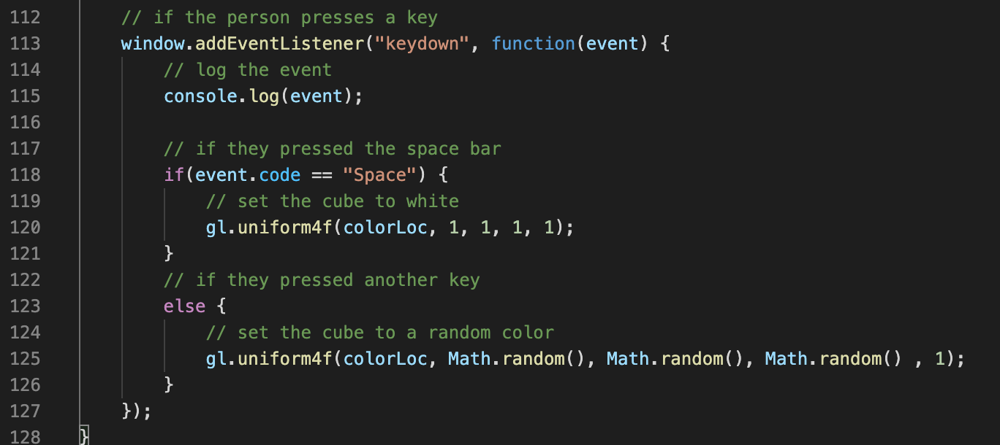 112 // if the person presses a key
113 window.addEventListener("keydown", function(event) {
114 // log the event
115 console.log(event);
116
117 // if they pressed the space bar
118 if(event.code == "Space") {
119 // set the cube to white
120 gl.uniform4f(colorLoc, 1, 1, 1, 1);
121 }
122 // if they pressed another key
123 else {
124 // set the cube to a random color
125 gl.uniform4f(colorLoc, Math.random(), Math.random(), Math.random() , 1);
126 }
127 });
128 }